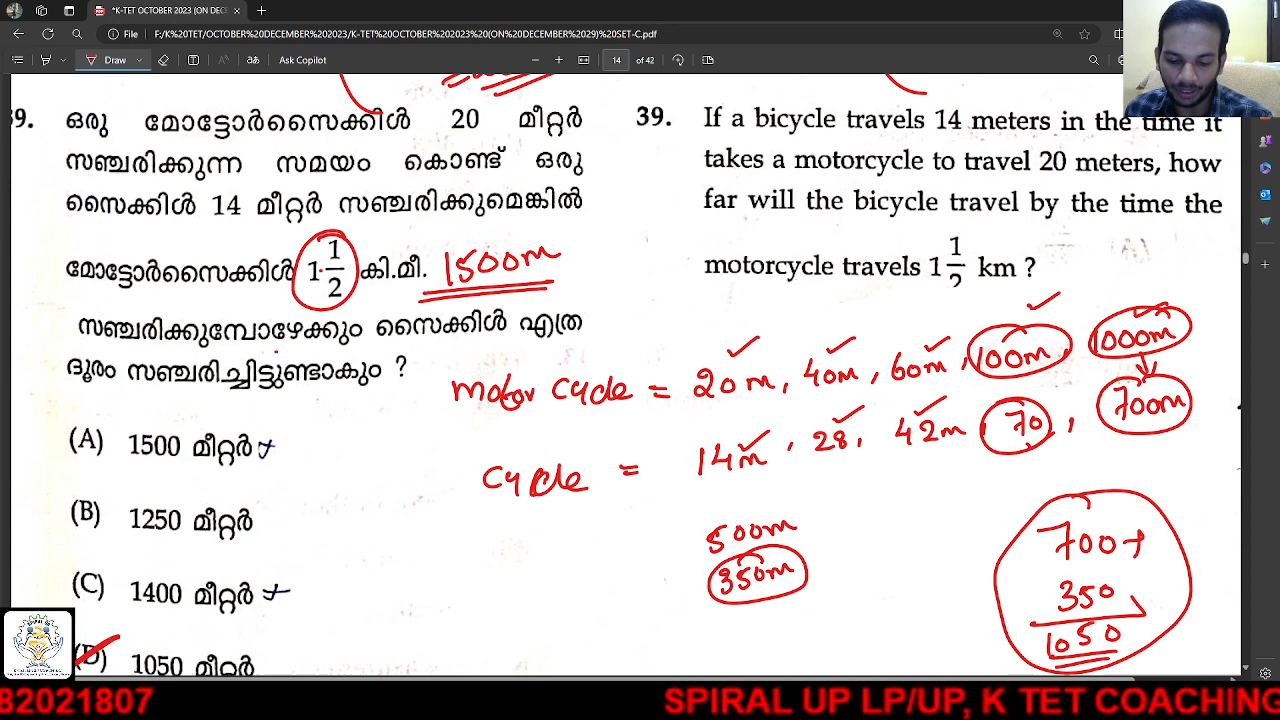 *K-TET OCTOBER 2023 (ON DECEM
File F:/K%20TET/OCTOBER%20DECEMBER%202023/K-TET%20OCTOBER%202023%20(ON%20DECEMBER%2029)%20SET-C.pdf
Draw
Ask Copilot
14 of 42
39. ഒരു മോട്ടോർസൈക്കിൾ 20 മീറ്റർ
സഞ്ചരിക്കുന്ന സമയം കൊണ്ട് ഒരു
സൈക്കിൾ 14 മീറ്റർ സഞ്ചരിക്കുമെങ്കിൽ
മോട്ടോർസൈക്കിൾ 1 1/2 കി.മീ. 1500m
സഞ്ചരിക്കുമ്പോഴേക്കും സൈക്കിൾ എത്ര
ദൂരം സഞ്ചരിച്ചിട്ടുണ്ടാകും ?
(A) 1500 മീറ്റർ
(B) 1250 മീറ്റർ
(C) 1400 മീറ്റർ
(D) 1050 മീറ്റർ
39. If a bicycle travels 14 meters in the time it
takes a motorcycle to travel 20 meters, how
far will the bicycle travel by the time the
motorcycle travels 1 1/2 km ?
motor cycle = 20m, 40m, 60m, 100m, 1000m
cycle = 14m, 28, 42m, 70, 700m
500m
350m
700+
350
1050
82021807 SPIRAL UP LP/UP, K TET COACHING